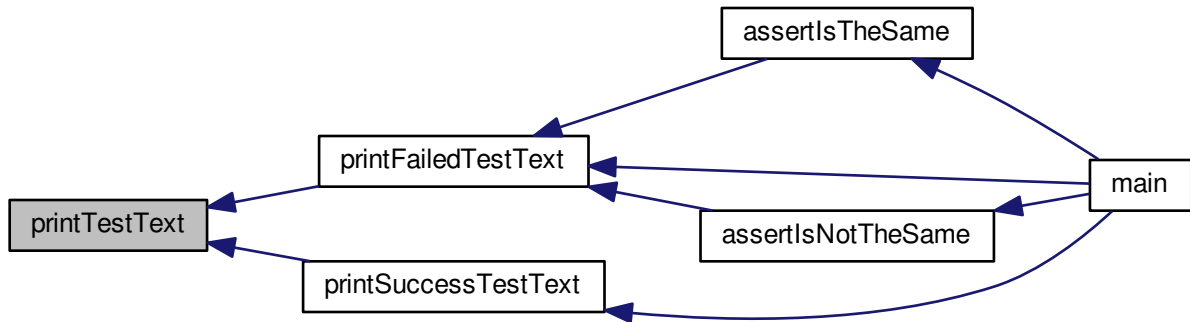 assertIsTheSame
printFailedTestText
main
printTestText
assertIsNotTheSame
printSuccessTestText